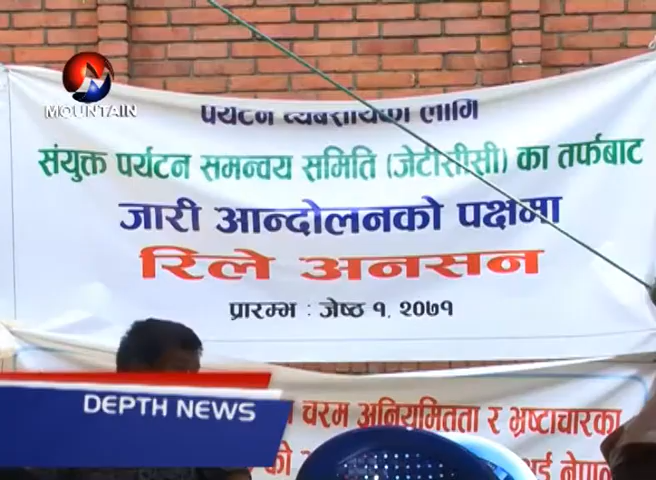 MOUNTAIN
पर्यटन व्यवसायका लागि
संयुक्त पर्यटन समन्वय समिति (जेटीसीसी) का तर्फबाट
जारी आन्दोलनको पक्षमा
रिले अनसन
प्रारम्भ : जेष्ठ १, २०७१
DEPTH NEWS
चरम अनियमितता र भ्रष्टाचारका
को